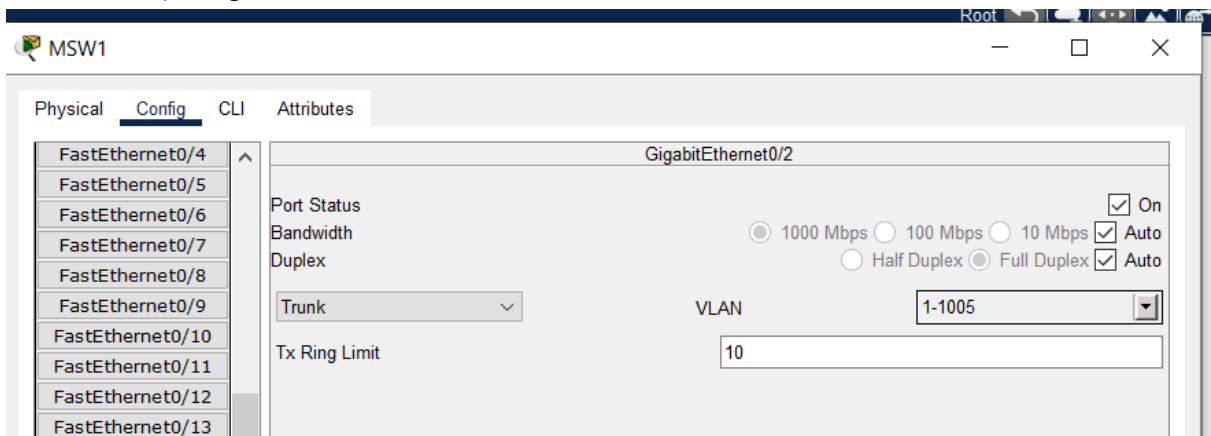 Root
MSW1
Physical Config CLI Attributes
FastEthernet0/4
FastEthernet0/5
FastEthernet0/6
FastEthernet0/7
FastEthernet0/8
FastEthernet0/9
FastEthernet0/10
FastEthernet0/11
FastEthernet0/12
FastEthernet0/13
GigabitEthernet0/2
Port Status On
Bandwidth 1000 Mbps 100 Mbps 10 Mbps Auto
Duplex Half Duplex Full Duplex Auto
Trunk VLAN 1-1005
Tx Ring Limit 10